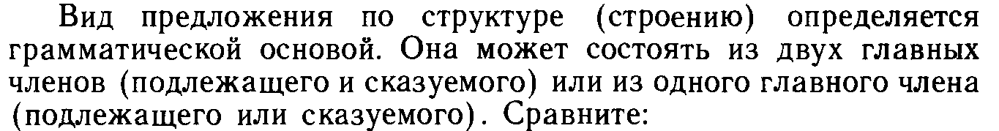 Вид предложения по структуре (строению) определяется
грамматической основой. Она может состоять из двух главных
членов (подлежащего и сказуемого) или из одного главного члена
(подлежащего или сказуемого). Сравните: